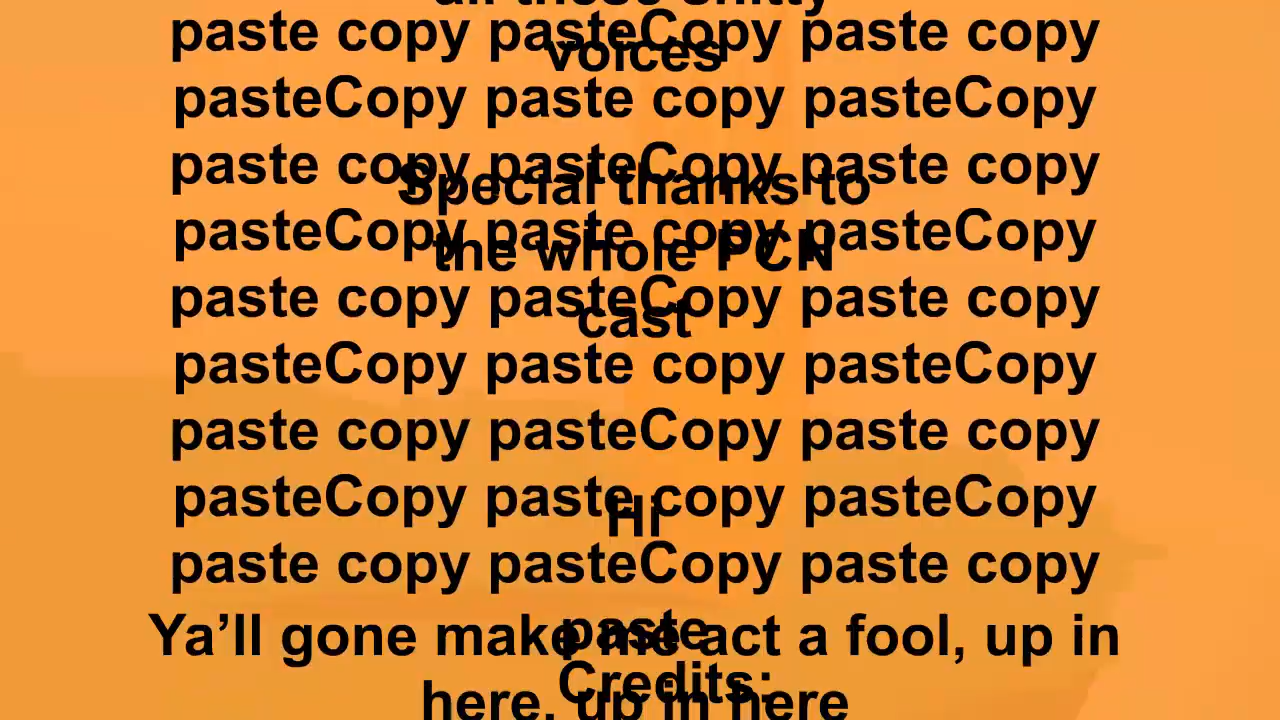 all these shitty
paste copy pasteCopy paste copy
voices
pasteCopy paste copy pasteCopy
paste copy pasteCopy paste copy
Special thanks to
pasteCopy paste copy pasteCopy
the whole PCN
paste copy pasteCopy paste copy
cast
pasteCopy paste copy pasteCopy
paste copy pasteCopy paste copy
pasteCopy paste copy pasteCopy
Hi
paste copy pasteCopy paste copy
paste
Ya’ll gone make me act a fool, up in
Credits:
here, up in here